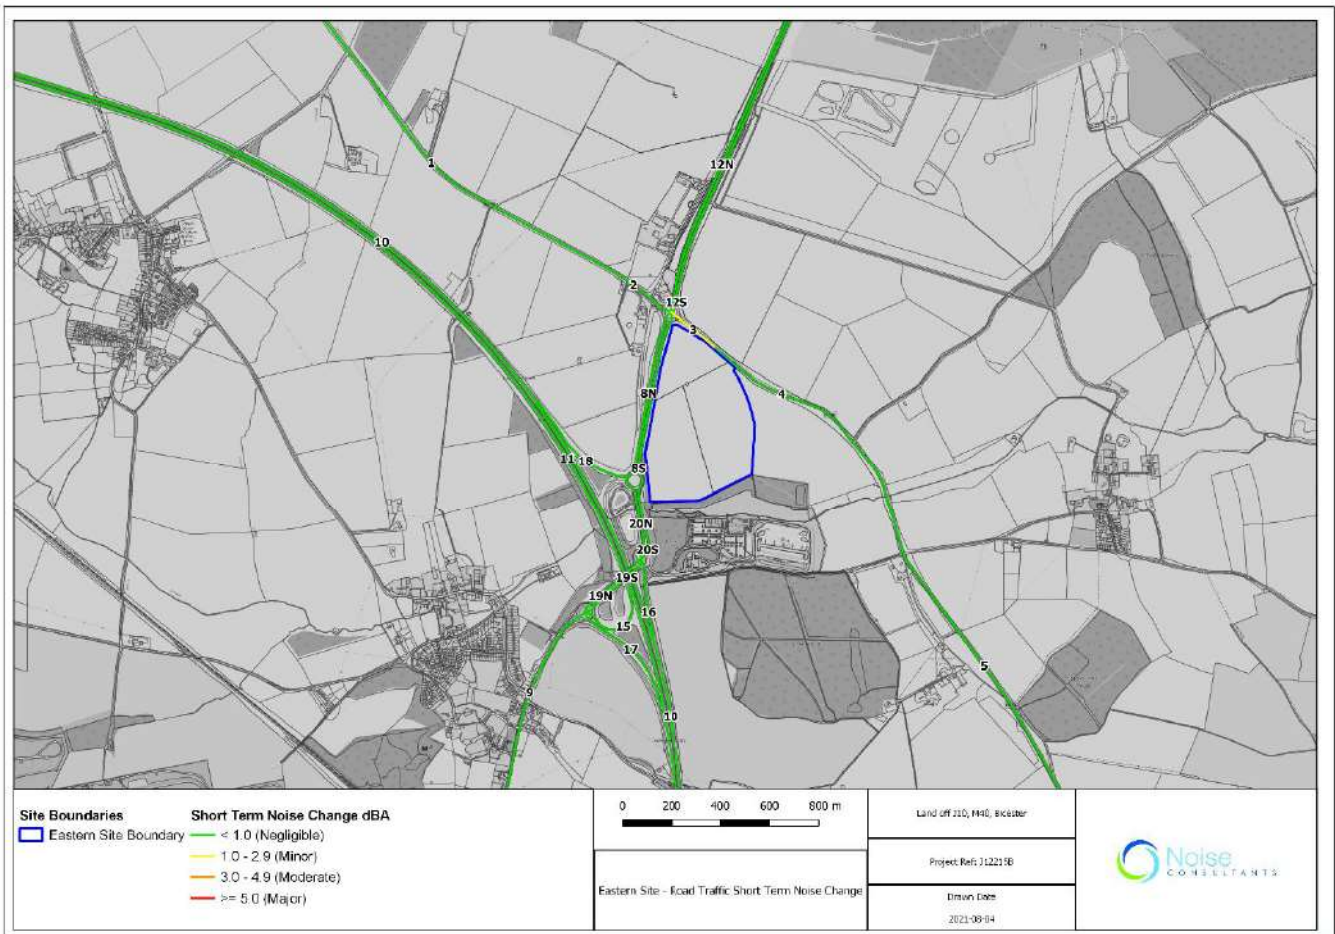 1
12N
10
2
12S
3
8N
4
11
18
8S
20N
20S
19S
19N
16
15
17
5
9
10
Site Boundaries
Eastern Site Boundary
Short Term Noise Change dBA
< 1.0 (Negligible)
1.0 - 2.9 (Minor)
3.0 - 4.9 (Moderate)
>= 5.0 (Major)
0 200 400 600 800 m
Eastern Site - Road Traffic Short Term Noise Change
Land off J10, M40, Bicester
Project Ref: J12215B
Drawn Date
2021-08-04
Noise
CONSULTANTS